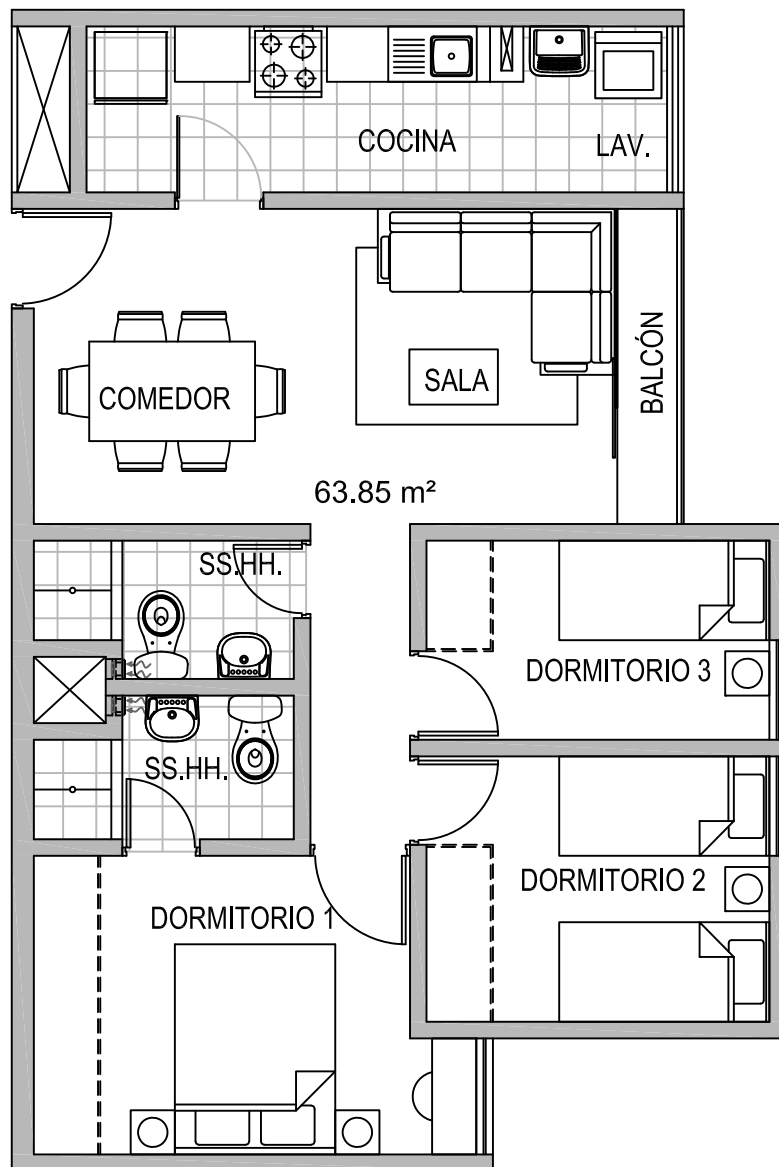 COCINA
LAV.
COMEDOR
SALA
BALCÓN
63.85 m²
SS.HH.
DORMITORIO 3
SS.HH.
DORMITORIO 2
DORMITORIO 1